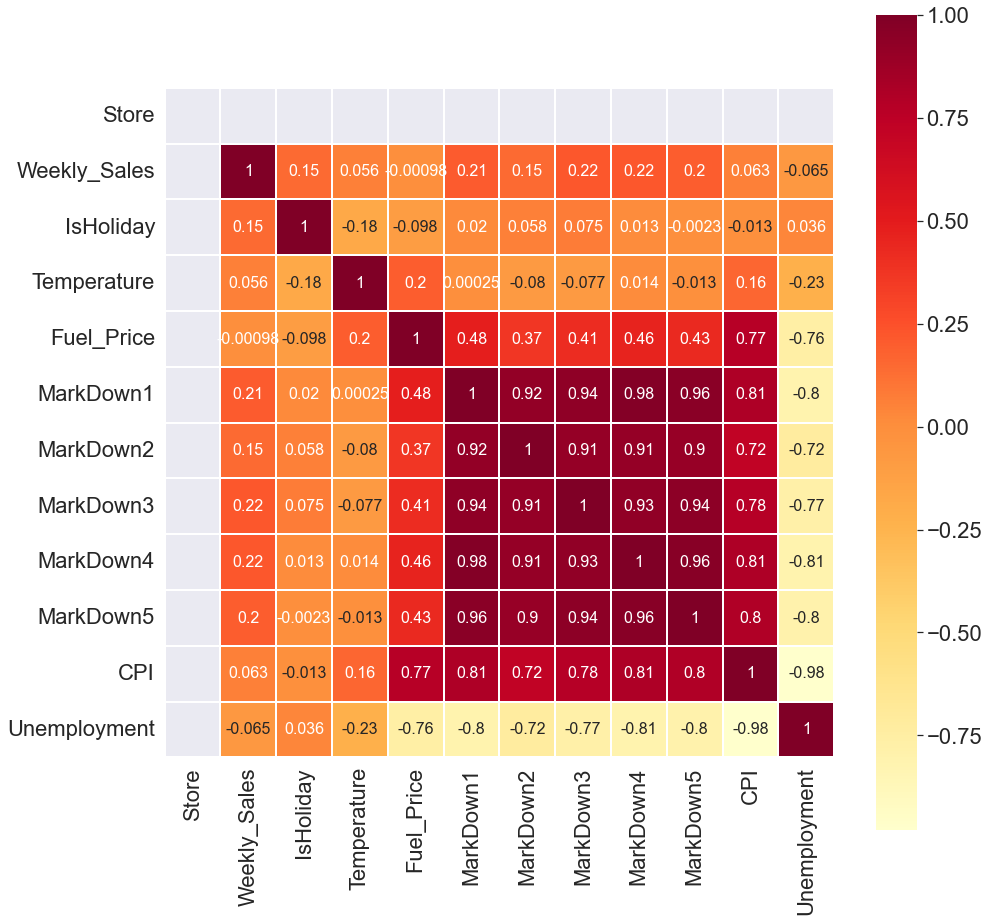 1.00
Store
Weekly_Sales 1 0.15 0.056 -0.00098 0.21 0.15 0.22 0.22 0.2 0.063 -0.065
0.75
IsHoliday 0.15 1 -0.18 -0.098 0.02 0.058 0.075 0.013 -0.0023 -0.013 0.036
0.50
Temperature 0.056 -0.18 1 0.2 0.00025 -0.08 -0.077 0.014 -0.013 0.16 -0.23
0.25
Fuel_Price -0.00098 -0.098 0.2 1 0.48 0.37 0.41 0.46 0.43 0.77 -0.76
MarkDown1 0.21 0.02 0.00025 0.48 1 0.92 0.94 0.98 0.96 0.81 -0.8
0.00
MarkDown2 0.15 0.058 -0.08 0.37 0.92 1 0.91 0.91 0.9 0.72 -0.72
MarkDown3 0.22 0.075 -0.077 0.41 0.94 0.91 1 0.93 0.94 0.78 -0.77
−0.25
MarkDown4 0.22 0.013 0.014 0.46 0.98 0.91 0.93 1 0.96 0.81 -0.81
MarkDown5 0.2 -0.0023 -0.013 0.43 0.96 0.9 0.94 0.96 1 0.8 -0.8
−0.50
CPI 0.063 -0.013 0.16 0.77 0.81 0.72 0.78 0.81 0.8 1 -0.98
Unemployment -0.065 0.036 -0.23 -0.76 -0.8 -0.72 -0.77 -0.81 -0.8 -0.98 1
−0.75
Store
Weekly_Sales
IsHoliday
Temperature
Fuel_Price
MarkDown1
MarkDown2
MarkDown3
MarkDown4
MarkDown5
CPI
Unemployment